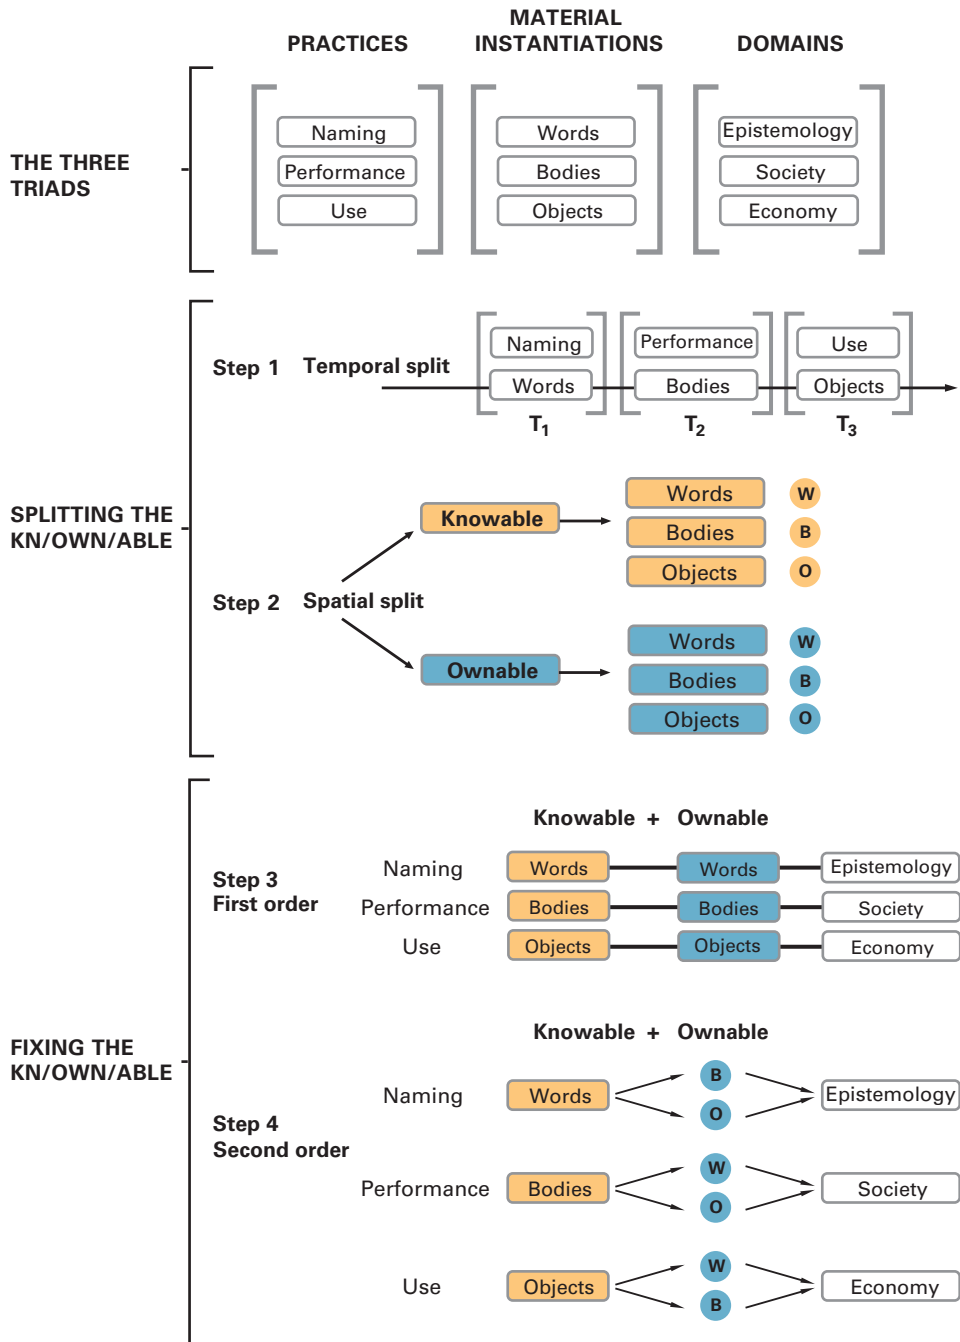 PRACTICES
MATERIAL
INSTANTIATIONS
DOMAINS
THE THREE
TRIADS
Naming
Performance
Use
Words
Bodies
Objects
Epistemology
Society
Economy
SPLITTING THE
KN/OWN/ABLE
Step 1
Temporal split
Naming
Words
T1
Performance
Bodies
T2
Use
Objects
T3
Step 2
Spatial split
Knowable
Words W
Bodies B
Objects O
Ownable
Words W
Bodies B
Objects O
FIXING THE
KN/OWN/ABLE
Step 3
First order
Knowable + Ownable
Naming Words Words Epistemology
Performance Bodies Bodies Society
Use Objects Objects Economy
Step 4
Second order
Knowable + Ownable
Naming Words B O Epistemology
Performance Bodies W O Society
Use Objects W B Economy